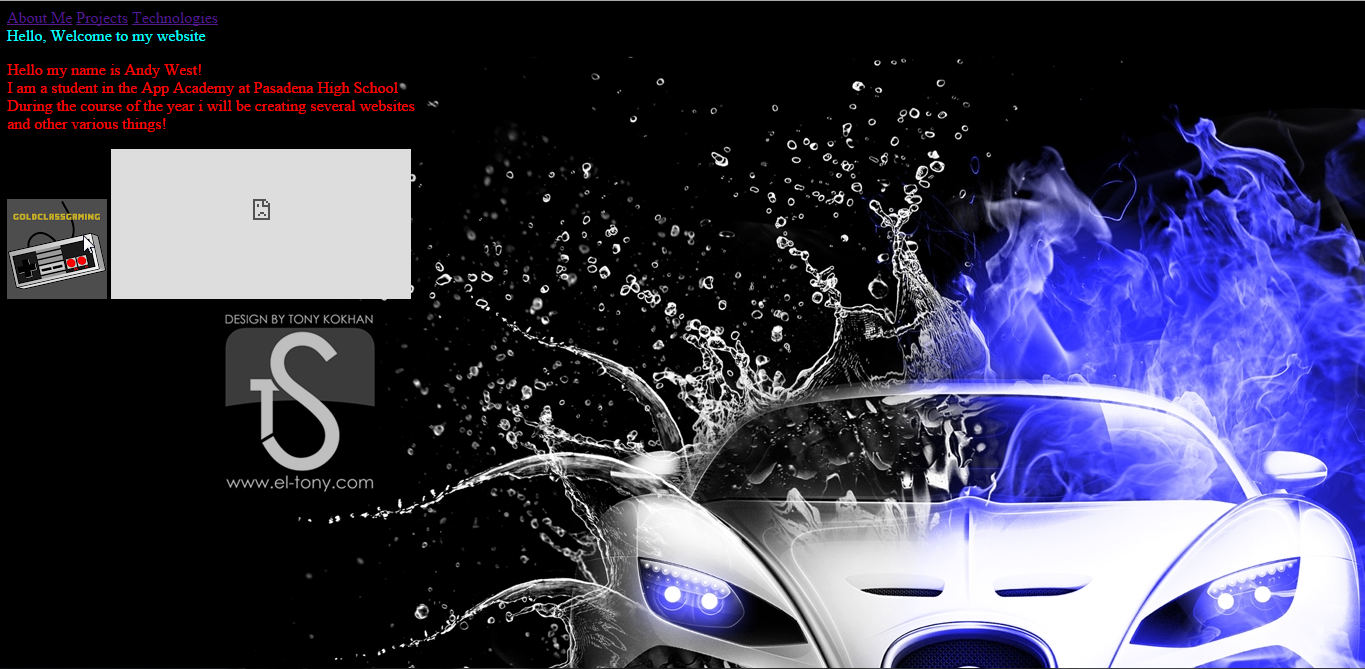 About Me Projects Technologies
Hello, Welcome to my website
Hello my name is Andy West!
I am a student in the App Academy at Pasadena High School
During the course of the year i will be creating several websites
and other various things!
GOLDCLASSGAMING
DESIGN BY TONY KOKHAN
TS
www.el-tony.com